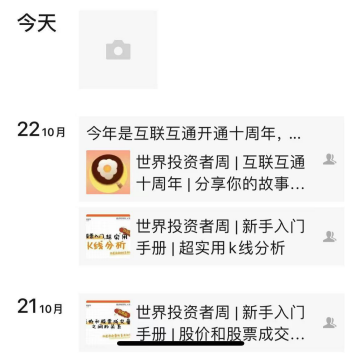 今天
22 10月
今年是互联互通开通十周年，...
世界投资者周 | 互联互通
十周年 | 分享你的故事...
世界投资者周 | 新手入门
手册 | 超实用k线分析
K线分析
21 10月
世界投资者周 | 新手入门
手册 | 股价和股票成交...